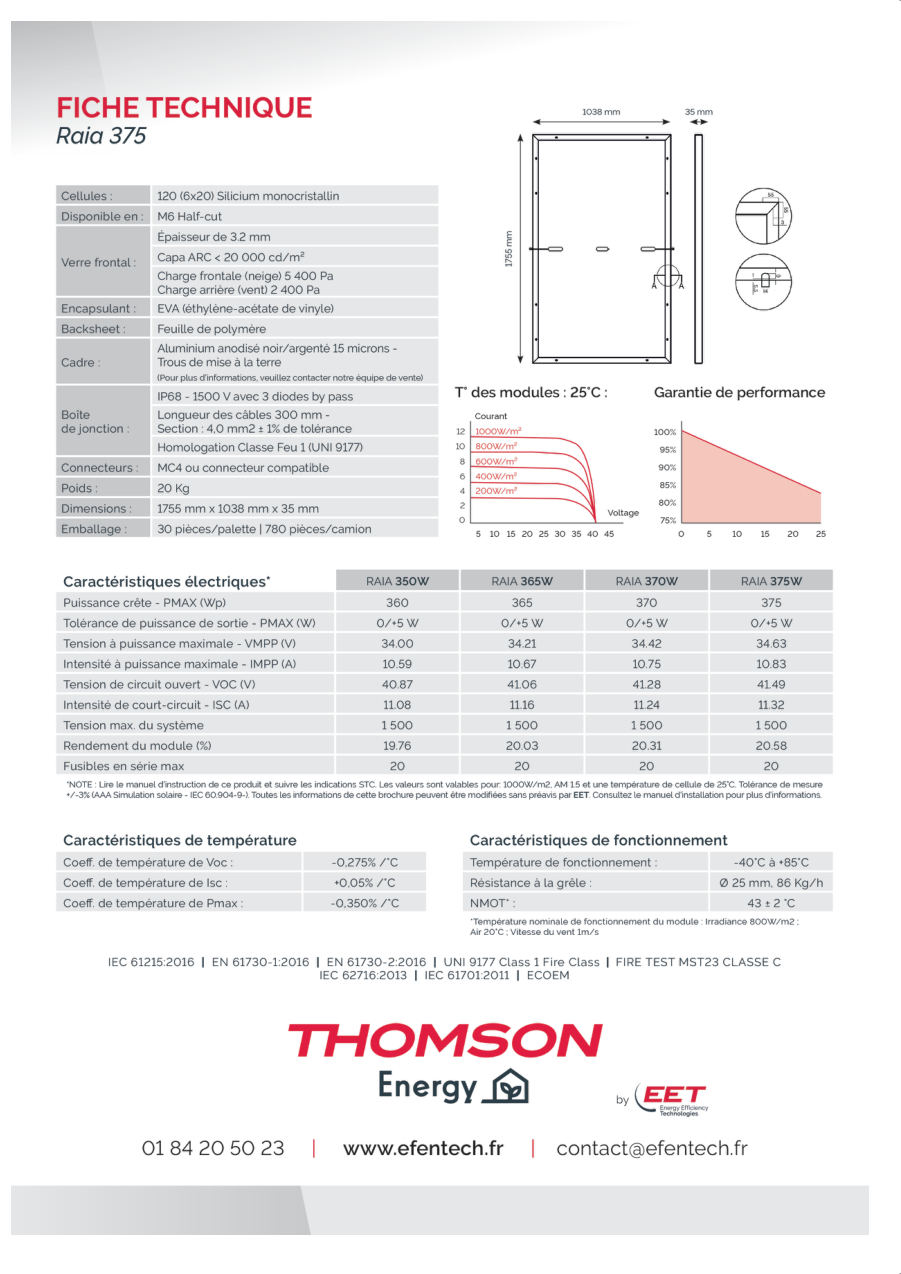 FICHE TECHNIQUE
Raia 375
Cellules : 120 (6x20) Silicium monocristallin
Disponible en : M6 Half-cut
Verre frontal :
Épaisseur de 3.2 mm
Capa ARC < 20 000 cd/m²
Charge frontale (neige) 5 400 Pa
Charge arrière (vent) 2 400 Pa
Encapsulant : EVA (éthylène-acétate de vinyle)
Backsheet : Feuille de polymère
Cadre :
Aluminium anodisé noir/argenté 15 microns -
Trous de mise à la terre
(Pour plus d'informations, veuillez contacter notre équipe de vente)
Boîte
de jonction :
IP68 - 1500 V avec 3 diodes by pass
Longueur des câbles 300 mm -
Section : 4,0 mm2 ± 1% de tolérance
Homologation Classe Feu 1 (UNI 9177)
Connecteurs : MC4 ou connecteur compatible
Poids : 20 Kg
Dimensions : 1755 mm x 1038 mm x 35 mm
Emballage : 30 pièces/palette | 780 pièces/camion
1038 mm
35 mm
1755 mm
A A
T° des modules : 25°C :
Courant
12 1000W/m²
10 800W/m²
8 600W/m²
6 400W/m²
4 200W/m²
2
0
Voltage
5 10 15 20 25 30 35 40 45
Garantie de performance
100%
95%
90%
85%
80%
75%
0 5 10 15 20 25
Caractéristiques électriques* RAIA 350W RAIA 365W RAIA 370W RAIA 375W
Puissance crête - PMAX (Wp) 360 365 370 375
Tolérance de puissance de sortie - PMAX (W) 0/+5 W 0/+5 W 0/+5 W 0/+5 W
Tension à puissance maximale - VMPP (V) 34.00 34.21 34.42 34.63
Intensité à puissance maximale - IMPP (A) 10.59 10.67 10.75 10.83
Tension de circuit ouvert - VOC (V) 40.87 41.06 41.28 41.49
Intensité de court-circuit - ISC (A) 11.08 11.16 11.24 11.32
Tension max. du système 1 500 1 500 1 500 1 500
Rendement du module (%) 19.76 20.03 20.31 20.58
Fusibles en série max 20 20 20 20
*NOTE : Lire le manuel d'instruction de ce produit et suivre les indications STC. Les valeurs sont valables pour: 1000W/m2, AM 1.5 et une température de cellule de 25°C. Tolérance de mesure
+/-3% (AAA Simulation solaire - IEC 60.904-9-). Toutes les informations de cette brochure peuvent être modifiées sans préavis par EET. Consultez le manuel d'installation pour plus d'informations.
Caractéristiques de température
Coeff. de température de Voc : -0,275% /°C
Coeff. de température de Isc : +0,05% /°C
Coeff. de température de Pmax : -0,350% /°C
Caractéristiques de fonctionnement
Température de fonctionnement : -40°C à +85°C
Résistance à la grêle : Ø 25 mm, 86 Kg/h
NMOT* : 43 ± 2 °C
*Température nominale de fonctionnement du module : Irradiance 800W/m2 ;
Air 20°C ; Vitesse du vent 1m/s
IEC 61215:2016 | EN 61730-1:2016 | EN 61730-2:2016 | UNI 9177 Class 1 Fire Class | FIRE TEST MST23 CLASSE C
IEC 62716:2013 | IEC 61701:2011 | ECOEM
THOMSON
Energy
by EET
Energy Efficiency
Technologies
01 84 20 50 23 | www.efentech.fr | contact@efentech.fr